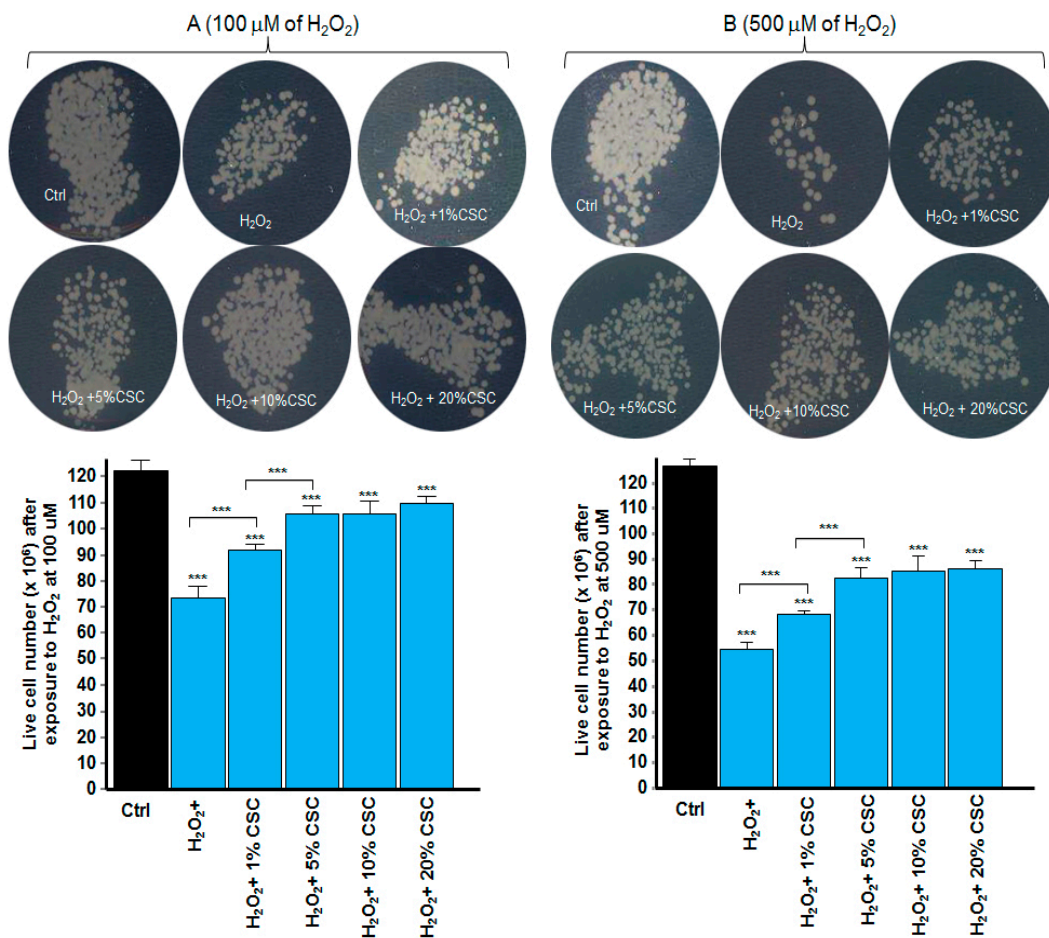 A (100 µM of H₂O₂)
B (500 µM of H₂O₂)
Ctrl
H₂O₂
H₂O₂ +1%CSC
Ctrl
H₂O₂
H₂O₂ +1%CSC
H₂O₂ +5%CSC
H₂O₂ +10%CSC
H₂O₂ + 20%CSC
H₂O₂ +5%CSC
H₂O₂ +10%CSC
H₂O₂ + 20%CSC
Live cell number (x 10⁶) after
exposure to H₂O₂ at 100 uM
120
110
100
90
80
70
60
50
40
30
20
10
0
***
***
***
***
***
***
***
Ctrl
H₂O₂+
H₂O₂+ 1% CSC
H₂O₂+ 5% CSC
H₂O₂+ 10% CSC
H₂O₂+ 20% CSC
Live cell number (x 10⁶) after
exposure to H₂O₂ at 500 uM
120
100
90
80
70
60
50
40
30
20
10
0
***
***
***
***
***
***
***
Ctrl
H₂O₂+
H₂O₂+ 1% CSC
H₂O₂+ 5% CSC
H₂O₂+ 10% CSC
H₂O₂+ 20% CSC